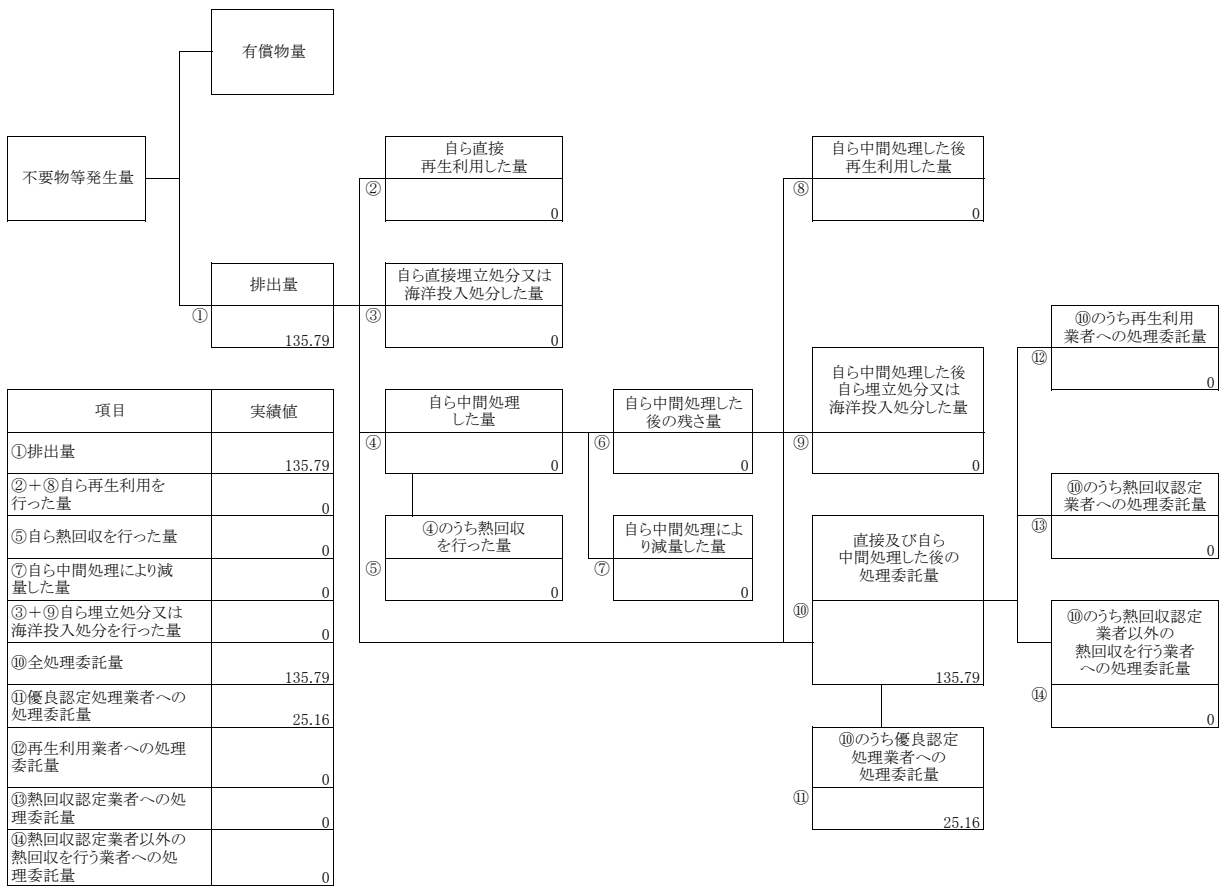 有償物量
不要物等発生量
自ら直接
再生利用した量
②
0
自ら中間処理した後
再生利用した量
⑧
0
排出量
①
135.79
自ら直接埋立処分又は
海洋投入処分した量
③
0
⑩のうち再生利用
業者への処理委託量
⑫
0
自ら中間処理
した量
④
0
自ら中間処理した
後の残さ量
⑥
0
自ら中間処理した後
自ら埋立処分又は
海洋投入処分した量
⑨
0
⑩のうち熱回収認定
業者への処理委託量
⑬
0
④のうち熱回収
を行った量
⑤
0
自ら中間処理によ
り減量した量
⑦
0
直接及び自ら
中間処理した後の
処理委託量
⑩
135.79
⑩のうち熱回収認定
業者以外の
熱回収を行う業者
への処理委託量
⑭
0
⑩のうち優良認定
処理業者への
処理委託量
⑪
25.16
項目 実績値
①排出量
135.79
②+⑧自ら再生利用を
行った量
0
⑤自ら熱回収を行った量
0
⑦自ら中間処理により減
量した量
0
③+⑨自ら埋立処分又は
海洋投入処分を行った量
0
⑩全処理委託量
135.79
⑪優良認定処理業者への
処理委託量
25.16
⑫再生利用業者への処理
委託量
0
⑬熱回収認定業者への処
理委託量
0
⑭熱回収認定業者以外の
熱回収を行う業者への処
理委託量
0